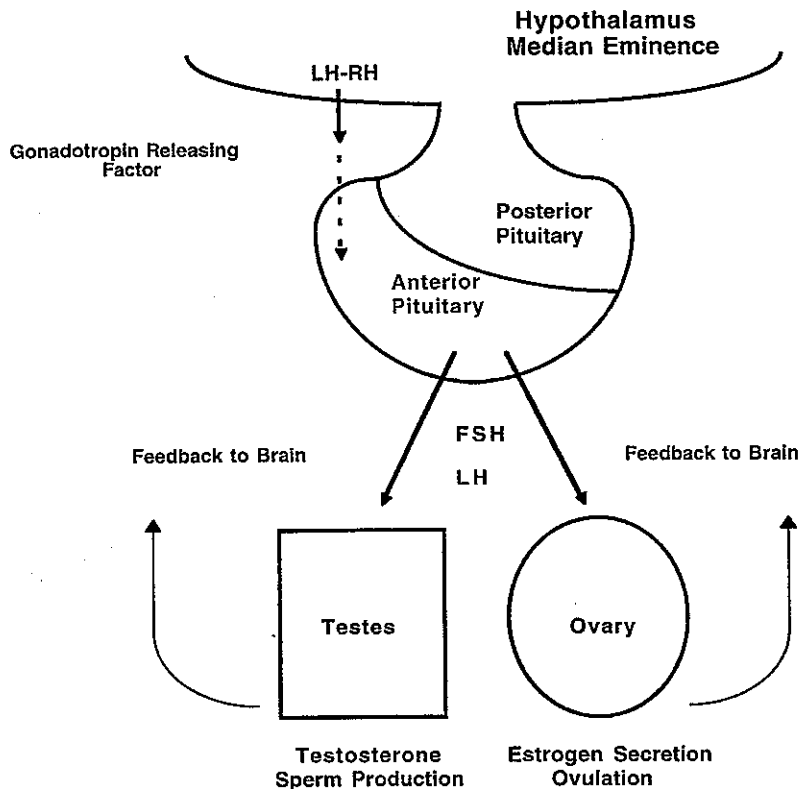 Hypothalamus
Median Eminence
LH-RH
Gonadotropin Releasing
Factor
Posterior
Pituitary
Anterior
Pituitary
FSH
LH
Feedback to Brain
Feedback to Brain
Testes
Ovary
Testosterone
Sperm Production
Estrogen Secretion
Ovulation